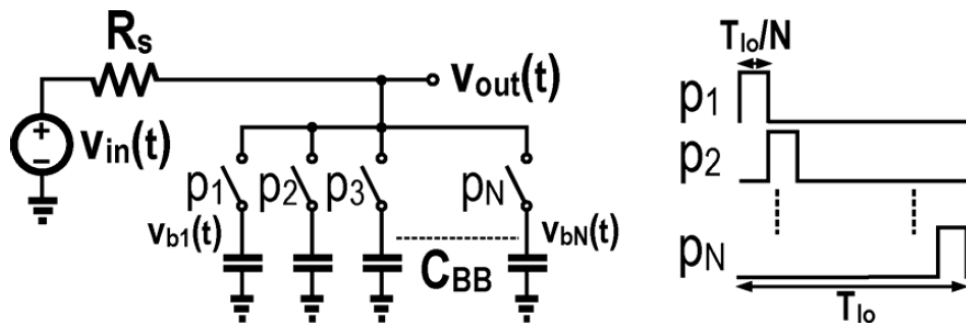 Rs
vout(t)
vin(t)
p1 p2 p3 pN
vb1(t) vbN(t)
CBB
Tlo/N
p1
p2
pN
Tlo